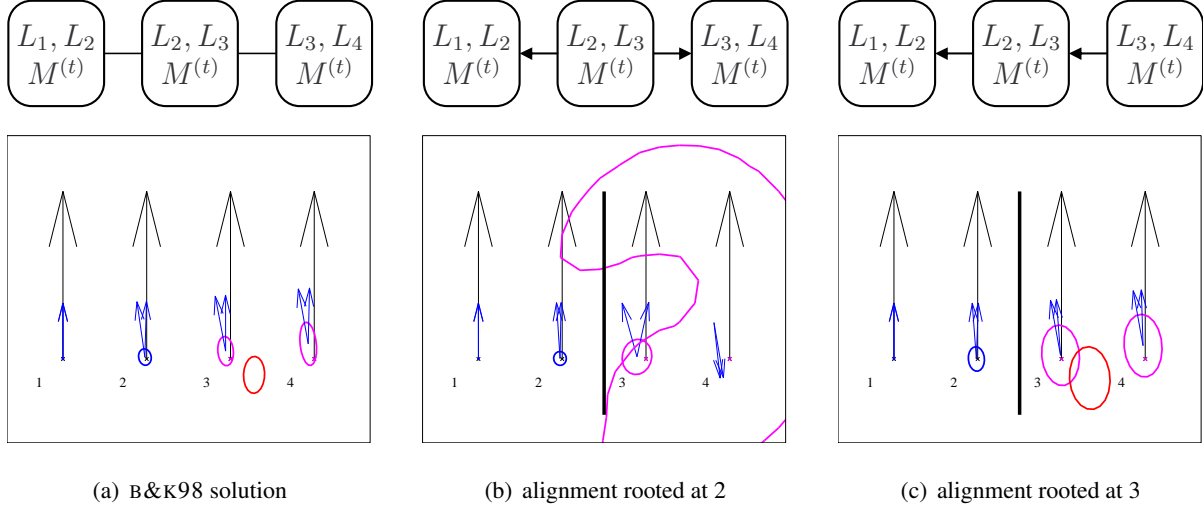 L₁, L₂ L₂, L₃ L₃, L₄ L₁, L₂ L₂, L₃ L₃, L₄ L₁, L₂ L₂, L₃ L₃, L₄
M⁽ᵗ⁾ M⁽ᵗ⁾ M⁽ᵗ⁾ M⁽ᵗ⁾ M⁽ᵗ⁾ M⁽ᵗ⁾ M⁽ᵗ⁾ M⁽ᵗ⁾ M⁽ᵗ⁾
1 2 3 4 1 2 3 4 1 2 3 4
(a) B&K98 solution (b) alignment rooted at 2 (c) alignment rooted at 3